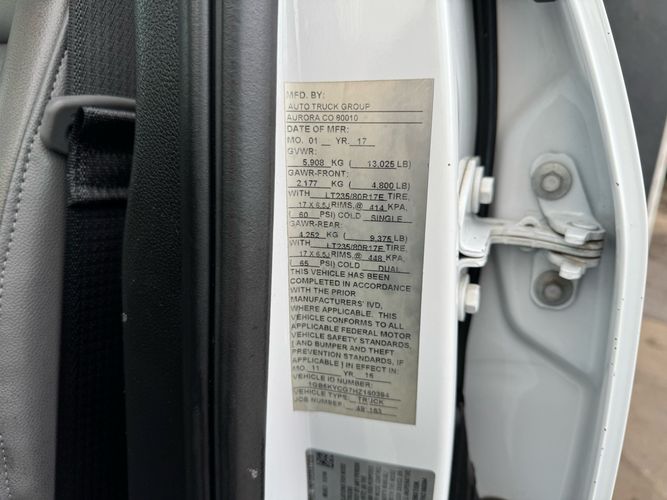 MFD. BY:
AUTO TRUCK GROUP
AURORA CO 80010
DATE OF MFR:
MO. 01 YR. 17
GVWR:
5,908 KG ( 13,025 LB)
GAWR-FRONT:
2,177 KG ( 4,800 LB)
WITH LT235/80R17E TIRE,
17 X 6.5J RIMS,@ 414 KPA,
( 60 PSI) COLD SINGLE
GAWR-REAR:
4,252 KG ( 9,375 LB)
WITH LT235/80R17E TIRE,
17 X 6.5J RIMS,@ 448 KPA,
( 65 PSI) COLD DUAL
THIS VEHICLE HAS BEEN
COMPLETED IN ACCORDANCE
WITH THE PRIOR
MANUFACTURERS' IVD,
WHERE APPLICABLE. THIS
VEHICLE CONFORMS TO ALL
APPLICABLE FEDERAL MOTOR
VEHICLE SAFETY STANDARDS,
[ AND BUMPER AND THEFT
PREVENTION STANDARDS, IF
APPLICABLE ] IN EFFECT IN
MO. 11 YR. 16
VEHICLE ID NUMBER:
VEHICLE TYPE: TRUCK
JOB NUMBER: